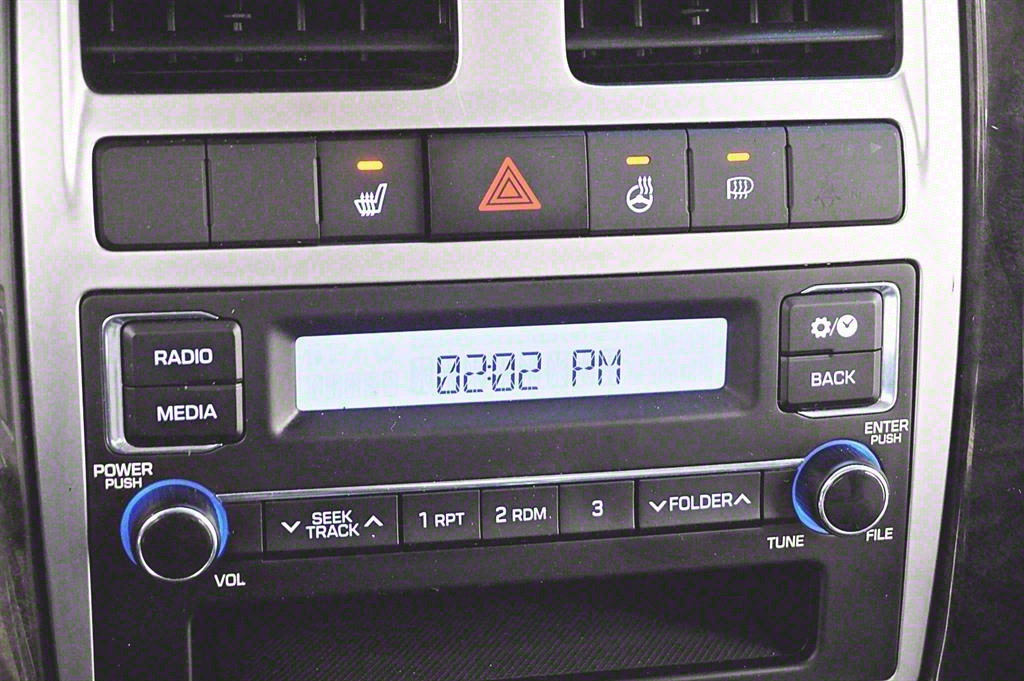 RADIO
02:02 PM
MEDIA
BACK
POWER
PUSH
ENTER
PUSH
SEEK
TRACK
1 RPT
2 RDM
3
FOLDER
VOL
TUNE
FILE